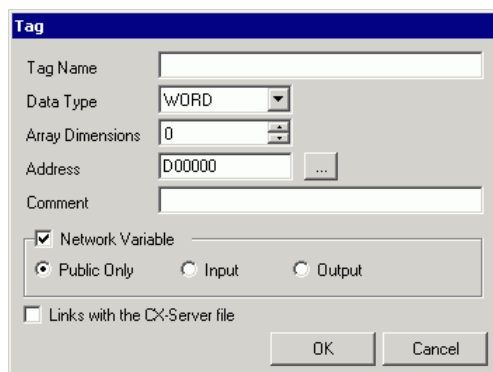 Tag
Tag Name
Data Type WORD
Array Dimensions 0
Address D00000 ...
Comment
Network Variable
Public Only Input Output
Links with the CX-Server file
OK Cancel